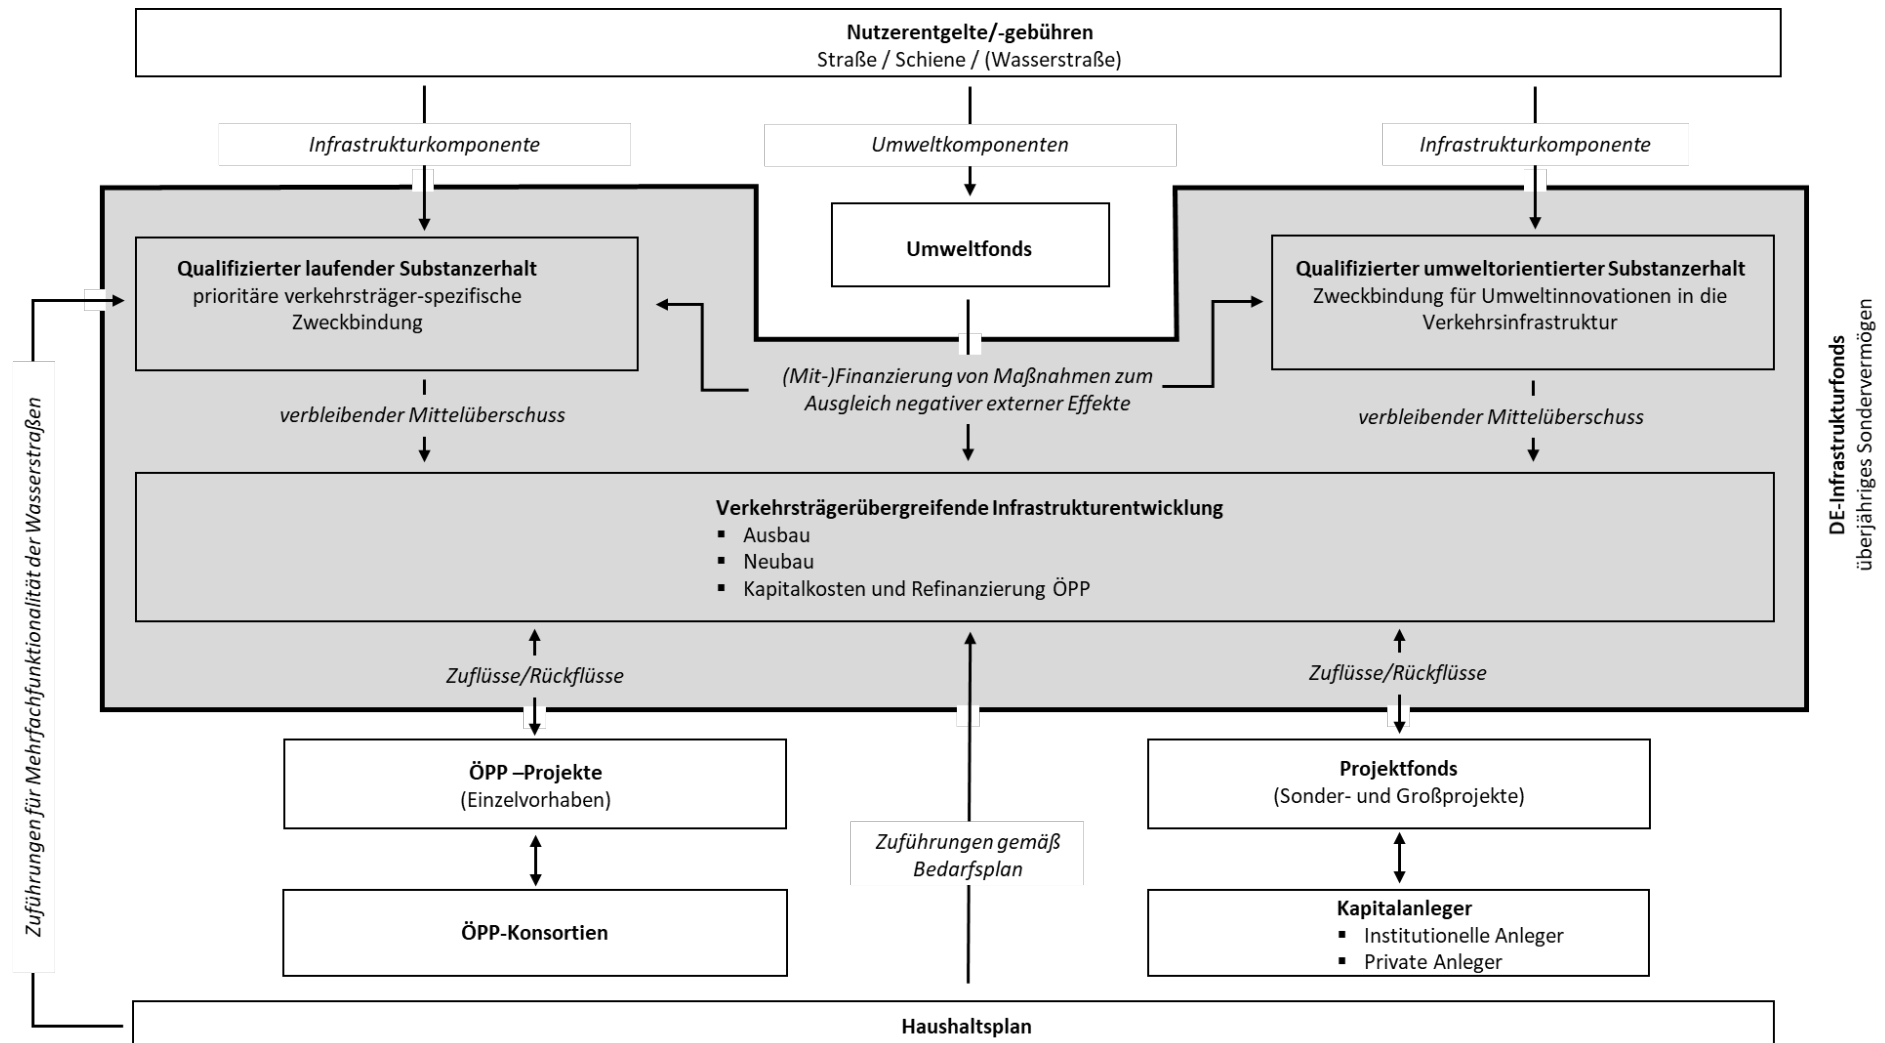 Nutzerentgelte/-gebühren
Straße / Schiene / (Wasserstraße)
Infrastrukturkomponente
Umweltkomponenten
Infrastrukturkomponente
Umweltfonds
Qualifizierter laufender Substanzerhalt
prioritäre verkehrsträger-spezifische
Zweckbindung
Qualifizierter umweltorientierter Substanzerhalt
Zweckbindung für Umweltinnovationen in die
Verkehrsinfrastruktur
(Mit-)Finanzierung von Maßnahmen zum
Ausgleich negativer externer Effekte
verbleibender Mittelüberschuss
verbleibender Mittelüberschuss
Verkehrsträgerübergreifende Infrastrukturentwicklung
▪ Ausbau
▪ Neubau
▪ Kapitalkosten und Refinanzierung ÖPP
Zuflüsse/Rückflüsse
Zuflüsse/Rückflüsse
DE-Infrastrukturfonds
überjähriges Sondervermögen
Zuführungen für Mehrfachfunktionalität der Wasserstraßen
ÖPP –Projekte
(Einzelvorhaben)
Projektfonds
(Sonder- und Großprojekte)
Zuführungen gemäß
Bedarfsplan
ÖPP-Konsortien
Kapitalanleger
▪ Institutionelle Anleger
▪ Private Anleger
Haushaltsplan